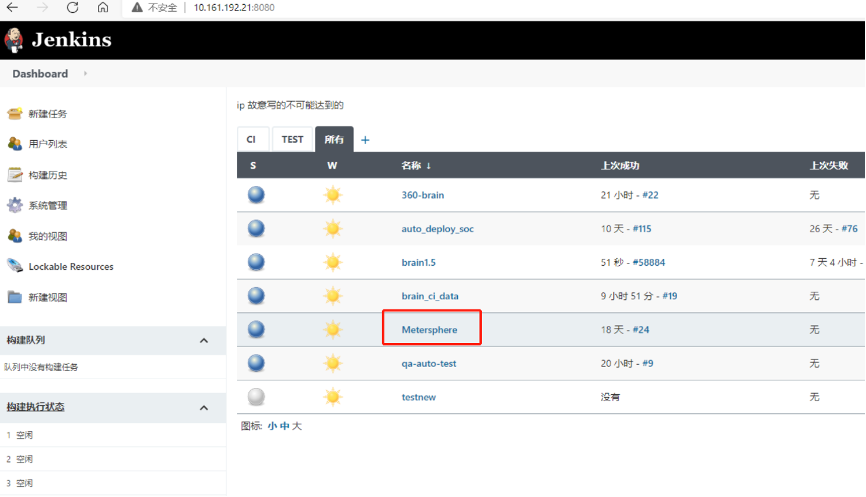 不安全 | 10.161.192.21:8080
Jenkins
Dashboard
新建任务
用户列表
构建历史
系统管理
我的视图
Lockable Resources
新建视图
构建队列
队列中没有构建任务
构建执行状态
1 空闲
2 空闲
3 空闲
ip 故意写的不可能达到的
CI TEST 所有 +
S W 名称 ↓ 上次成功 上次失败
360-brain 21 小时 - #22 无
auto_deploy_soc 10 天 - #115 26 天 - #76
brain1.5 51 秒 - #58884 7 天 4 小时 -
brain_ci_data 9 小时 51 分 - #19 无
Metersphere 18 天 - #24 无
qa-auto-test 20 小时 - #9 无
testnew 没有 无
图标: 小 中 大